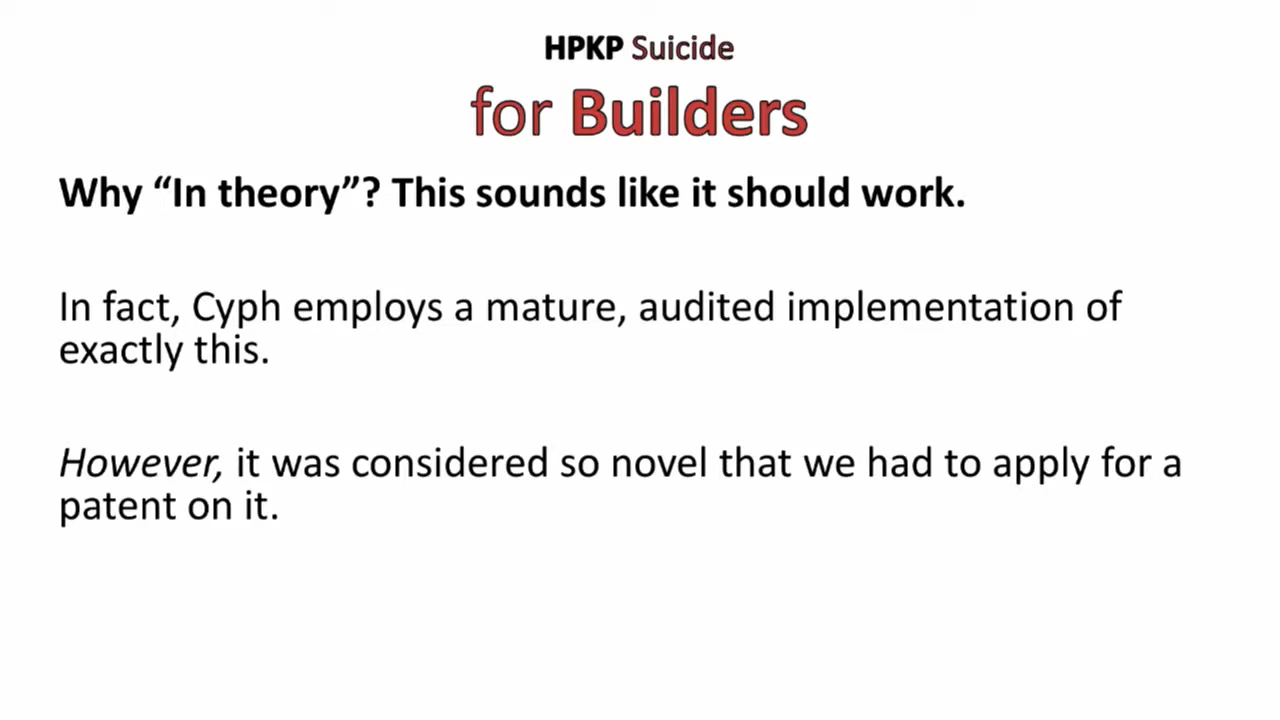 HPKP Suicide
for Builders
Why “In theory”? This sounds like it should work.
In fact, Cyph employs a mature, audited implementation of
exactly this.
However, it was considered so novel that we had to apply for a
patent on it.